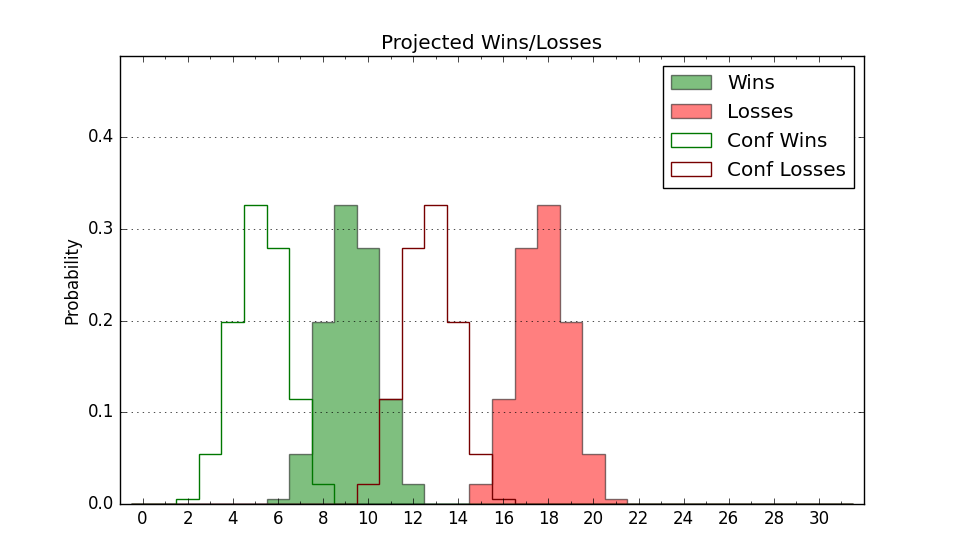 Projected Wins/Losses
Wins
Losses
Conf Wins
Conf Losses
Probability
0.4
0.3
0.2
0.1
0.0
0 2 4 6 8 10 12 14 16 18 20 22 24 26 28 30